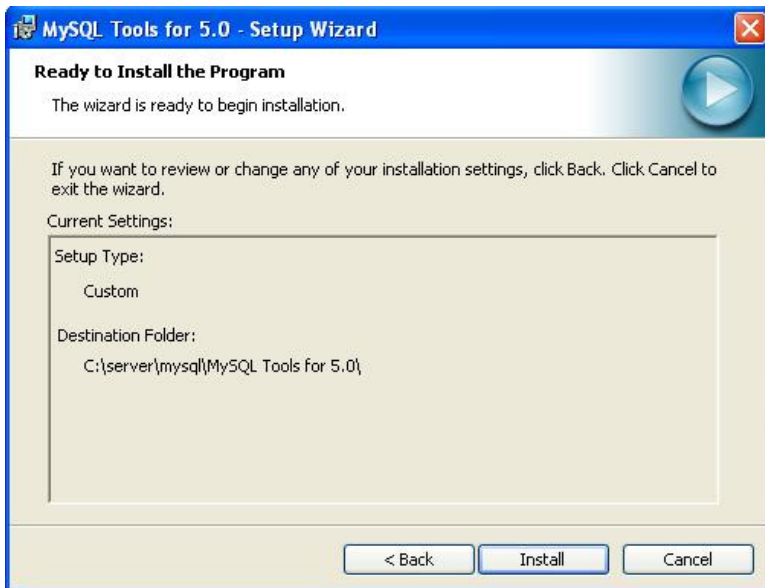 MySQL Tools for 5.0 - Setup Wizard
Ready to Install the Program
The wizard is ready to begin installation.
If you want to review or change any of your installation settings, click Back. Click Cancel to
exit the wizard.
Current Settings:
Setup Type:
Custom
Destination Folder:
C:\server\mysql\MySQL Tools for 5.0\
< Back
Install
Cancel